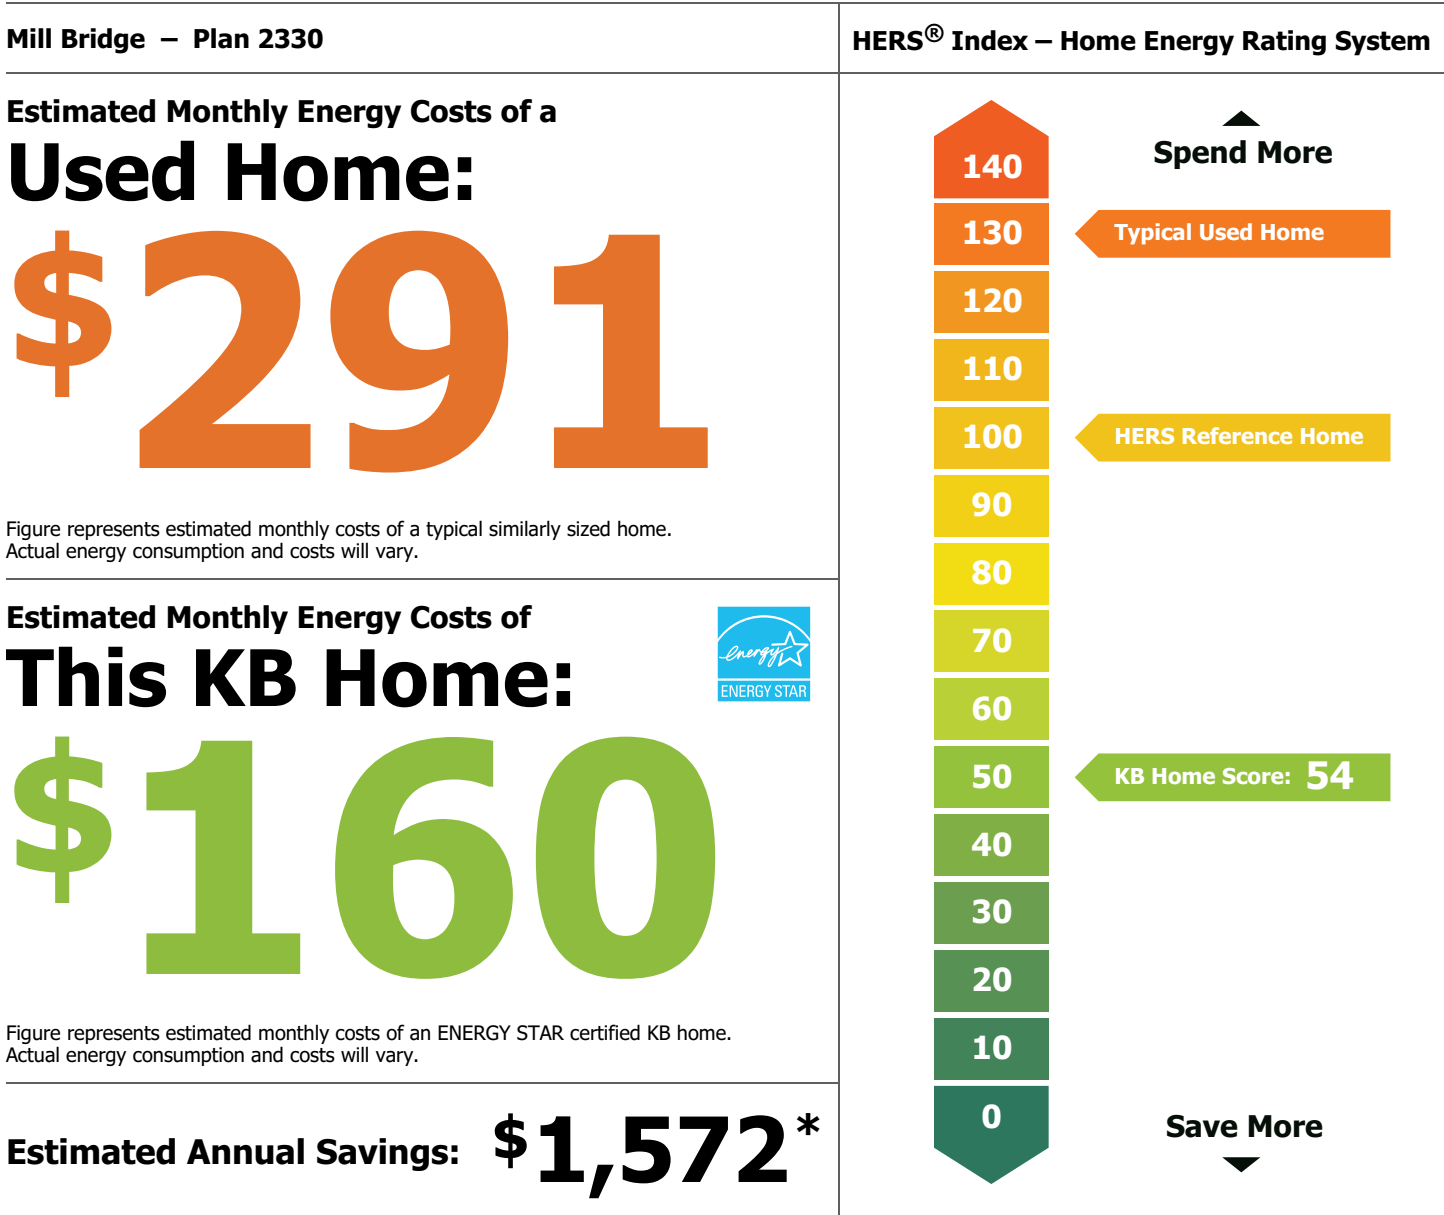 Mill Bridge – Plan 2330
Estimated Monthly Energy Costs of a
Used Home:
$291
Figure represents estimated monthly costs of a typical similarly sized home.
Actual energy consumption and costs will vary.
Estimated Monthly Energy Costs of
This KB Home:
energy
ENERGY STAR
$160
Figure represents estimated monthly costs of an ENERGY STAR certified KB home.
Actual energy consumption and costs will vary.
Estimated Annual Savings: $1,572*
HERS® Index – Home Energy Rating System
Spend More
140
130 Typical Used Home
120
110
100 HERS Reference Home
90
80
70
60
50 KB Home Score: 54
40
30
20
10
0
Save More